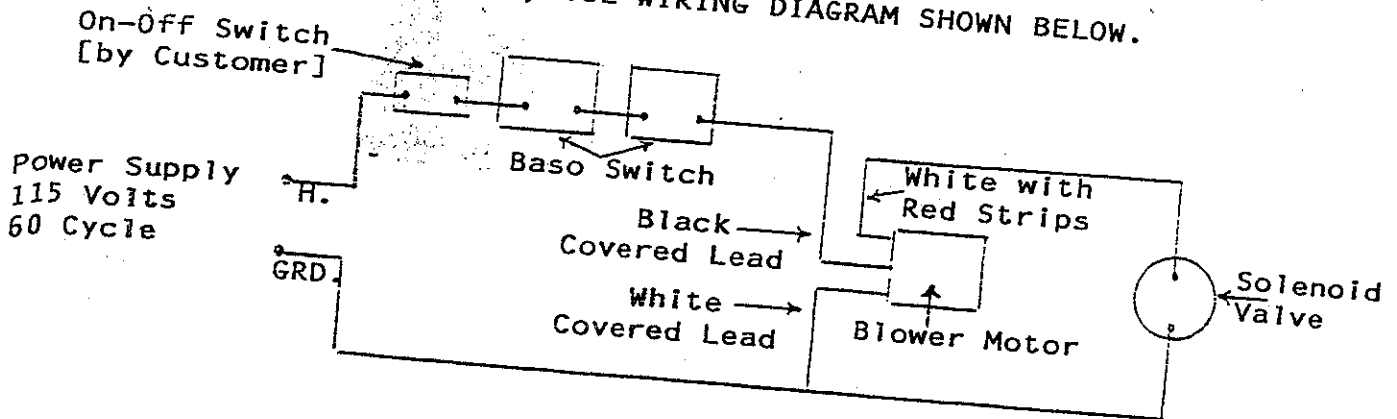 WIRING DIAGRAM SHOWN BELOW.
On-Off Switch
[by Customer]
Baso Switch
Power Supply
115 Volts
60 Cycle
H.
GRD.
White with
Red Strips
Black
Covered Lead
White
Covered Lead
Blower Motor
Solenoid
Valve